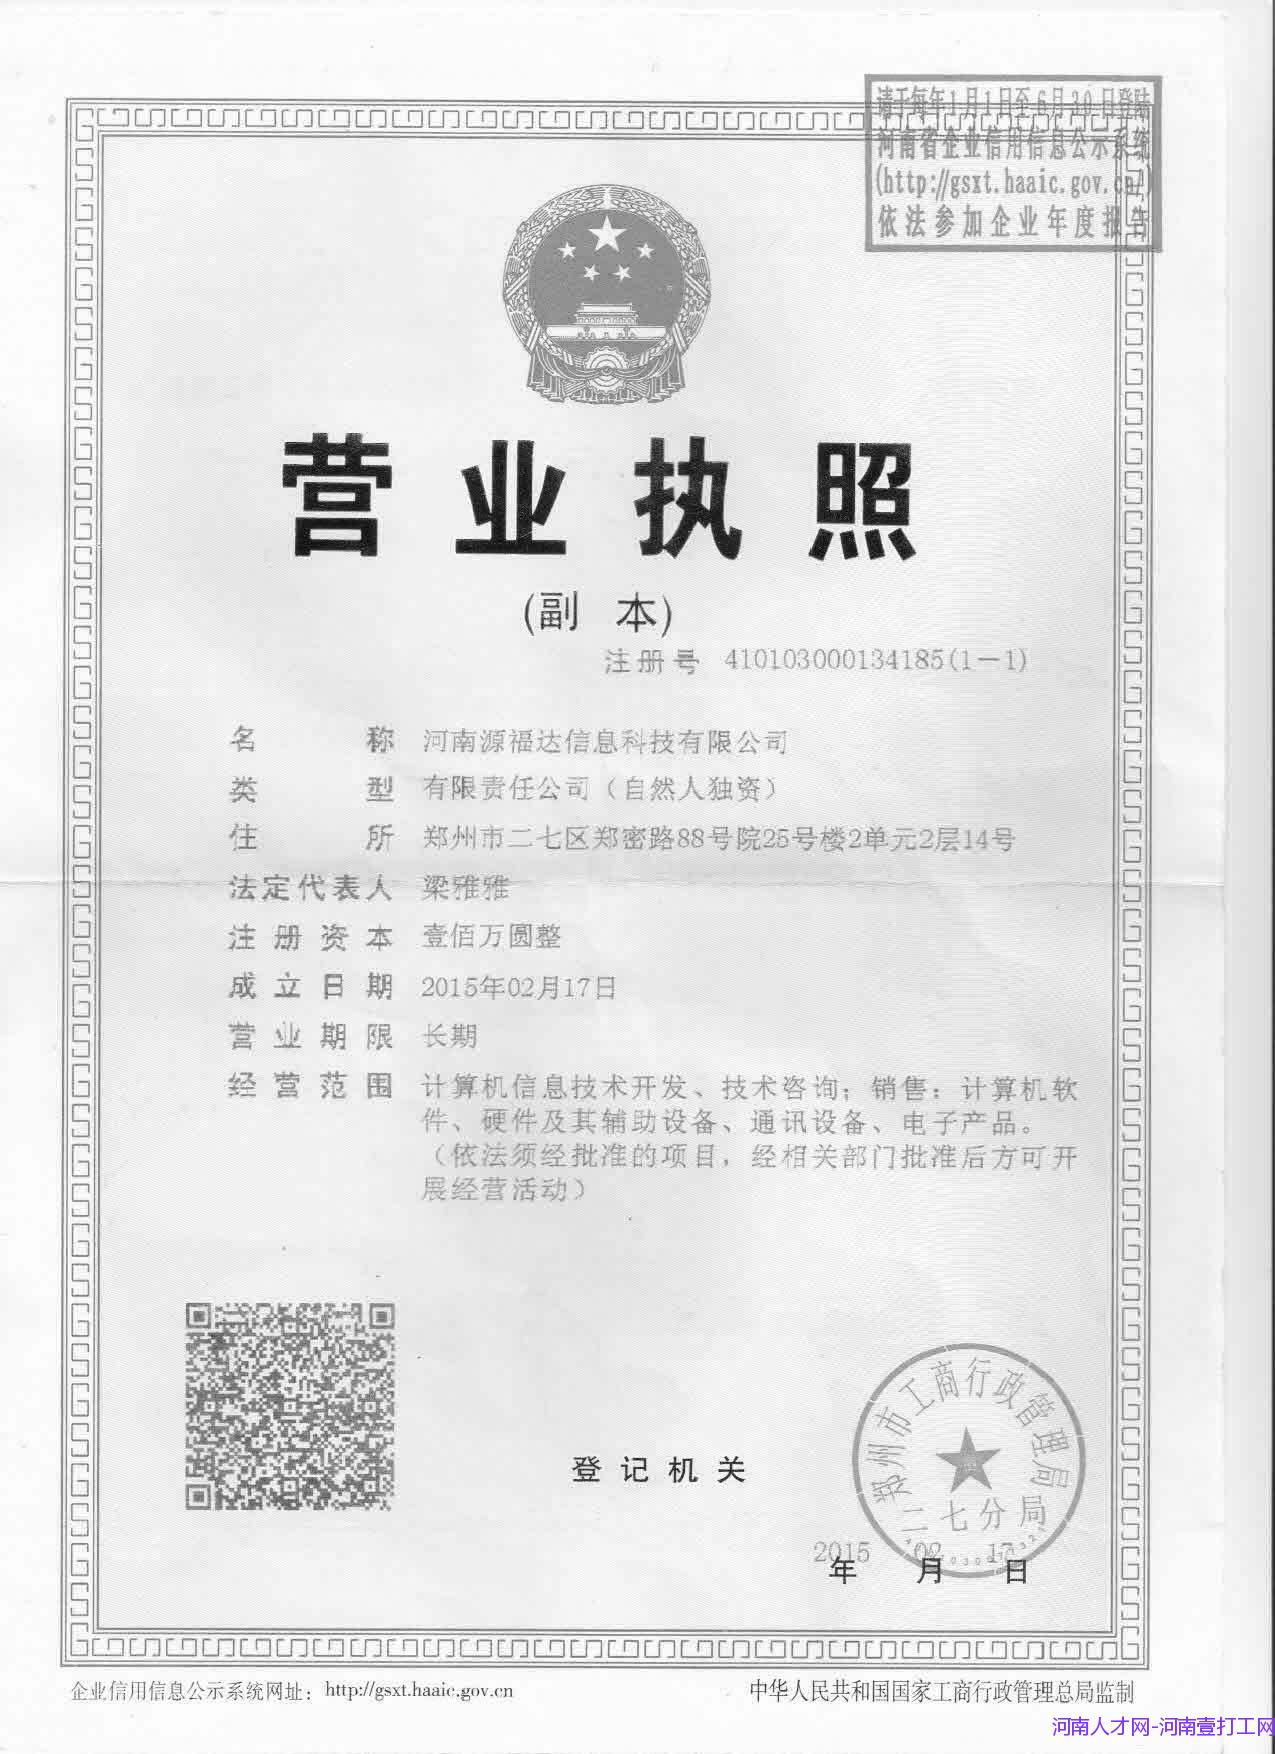 请于每年1月1日至6月30日登陆
河南省企业信用信息公示系统
(http://gsxt.haaic.gov.cn/)
依法参加企业年度报告
营业执照
(副 本)
注册号 410103000134185(1-1)
名 称 河南源福达信息科技有限公司
类 型 有限责任公司（自然人独资）
住 所 郑州市二七区郑密路88号院25号楼2单元2层14号
法定代表人 梁雅雅
注册资本 壹佰万圆整
成立日期 2015年02月17日
营业期限 长期
经营范围 计算机信息技术开发、技术咨询；销售：计算机软
件、硬件及其辅助设备、通讯设备、电子产品。
（依法须经批准的项目，经相关部门批准后方可开
展经营活动）
登记机关
郑州市工商行政管理局
二七分局
2015年02月17日
企业信用信息公示系统网址：http://gsxt.haaic.gov.cn
中华人民共和国国家工商行政管理总局监制
河南人才网-河南壹打工网